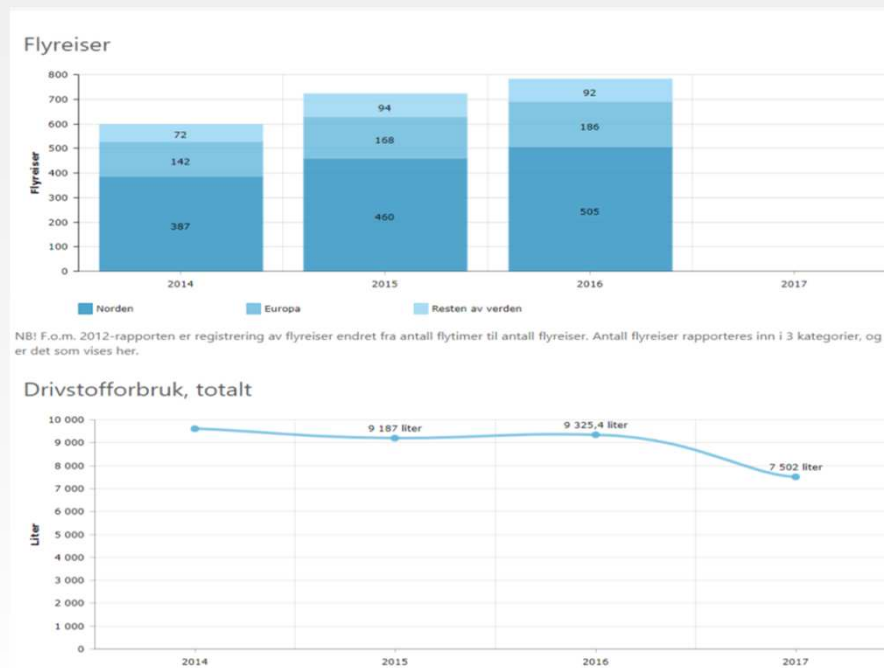 Flyreiser
800
700
600
500
400
300
200
100
0
Flyreiser
72
142
387
94
168
460
92
186
505
2014 2015 2016 2017
Norden Europa Resten av verden
NB! F.o.m. 2012-rapporten er registrering av flyreiser endret fra antall flytimer til antall flyreiser. Antall flyreiser rapporteres inn i 3 kategorier, og
er det som vises her.
Drivstofforbruk, totalt
10 000
9 000
8 000
7 000
6 000
5 000
4 000
3 000
2 000
1 000
0
Liter
9 187 liter
9 325,4 liter
7 502 liter
2014 2015 2016 2017